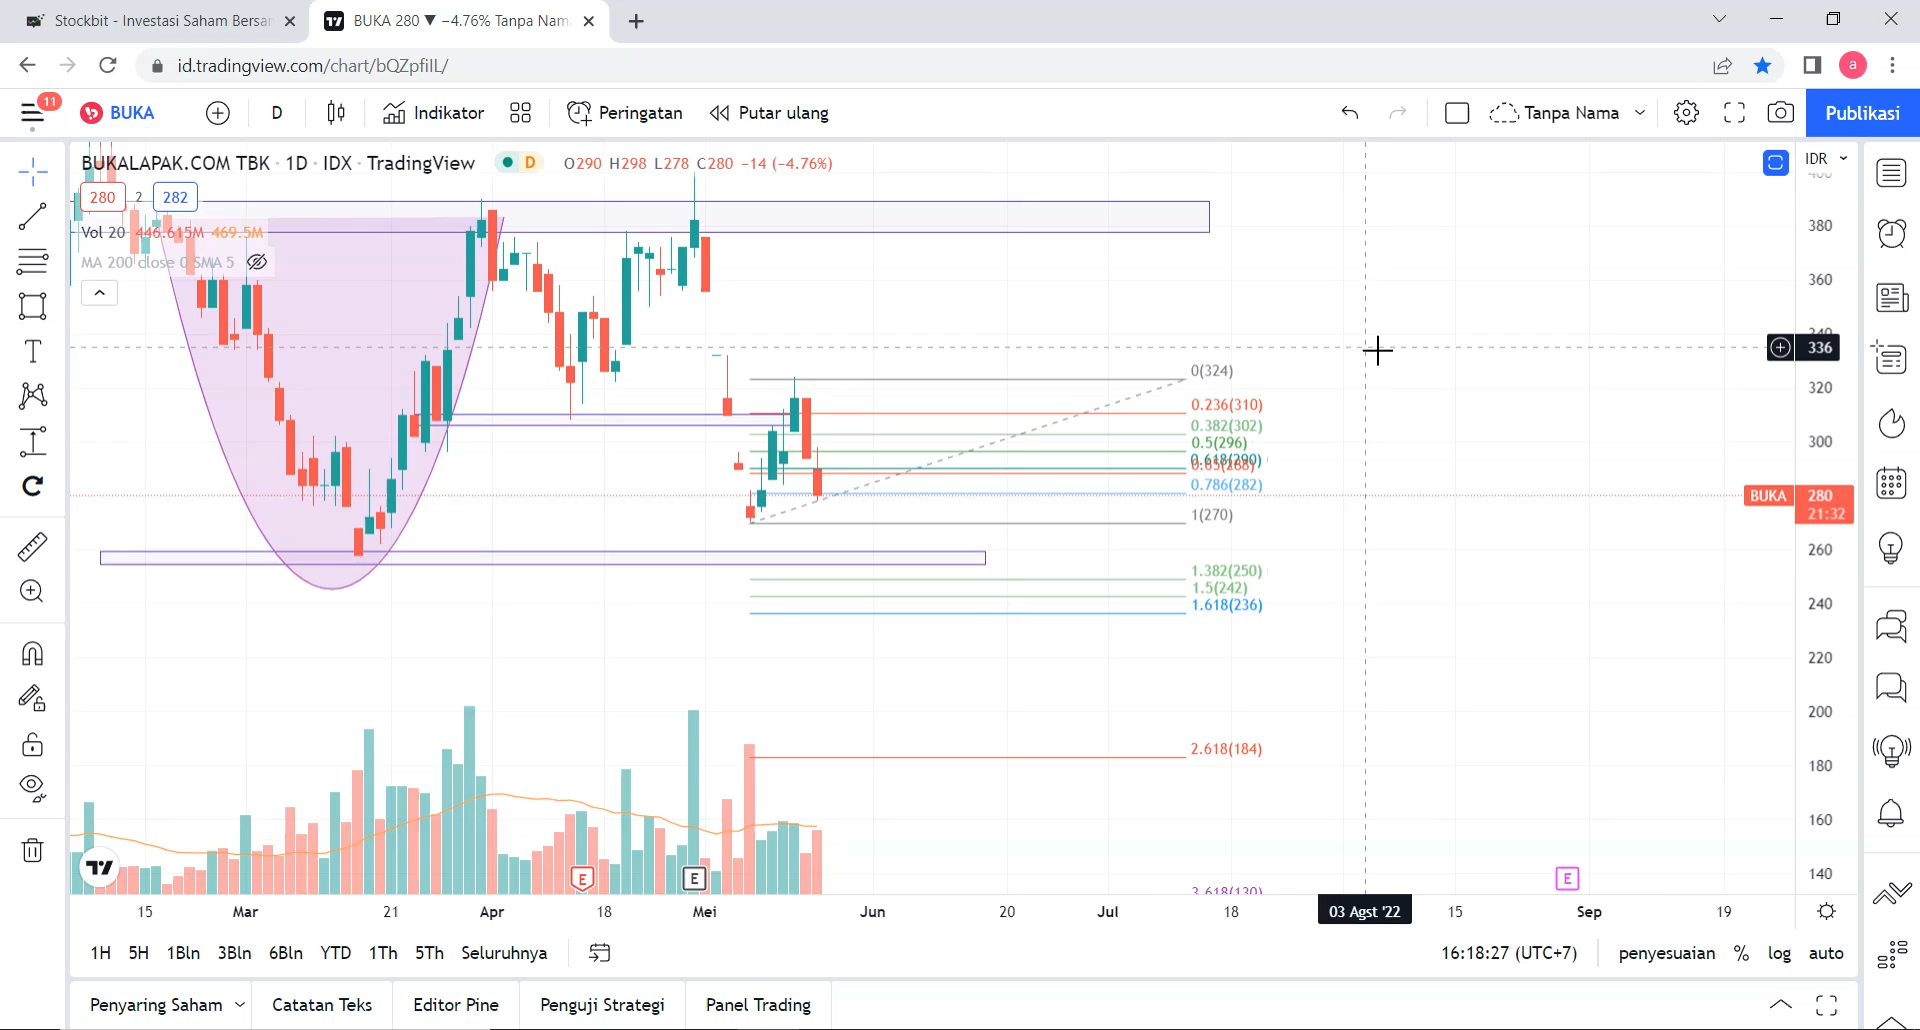 Stockbit - Investasi Saham Bersar
BUKA 280 ▼ −4.76% Tanpa Nam
id.tradingview.com/chart/bQZpfiIL/
a
11
BUKA
D
Indikator
Peringatan
Putar ulang
Tanpa Nama
Publikasi
BUKALAPAK.COM TBK · 1D · IDX · TradingView
D
O290 H298 L278 C280 −14 (−4.76%)
IDR
280 2 282
Vol 20 446.615M 469.5M
MA 200 close 0 SMA 5
400
380
360
340
336
320
300
BUKA 280
21:32
260
240
220
200
180
160
140
0(324)
0.236(310)
0.382(302)
0.5(296)
0.618(290)
0.786(282)
1(270)
1.382(250)
1.5(242)
1.618(236)
2.618(184)
3.618(130)
E
E
E
15 Mar 21 Apr 18 Mei Jun 20 Jul 18 03 Agst '22 15 Sep 19
1H 5H 1Bln 3Bln 6Bln YTD 1Th 5Th Seluruhnya
16:18:27 (UTC+7)
penyesuaian % log auto
Penyaring Saham
Catatan Teks
Editor Pine
Penguji Strategi
Panel Trading